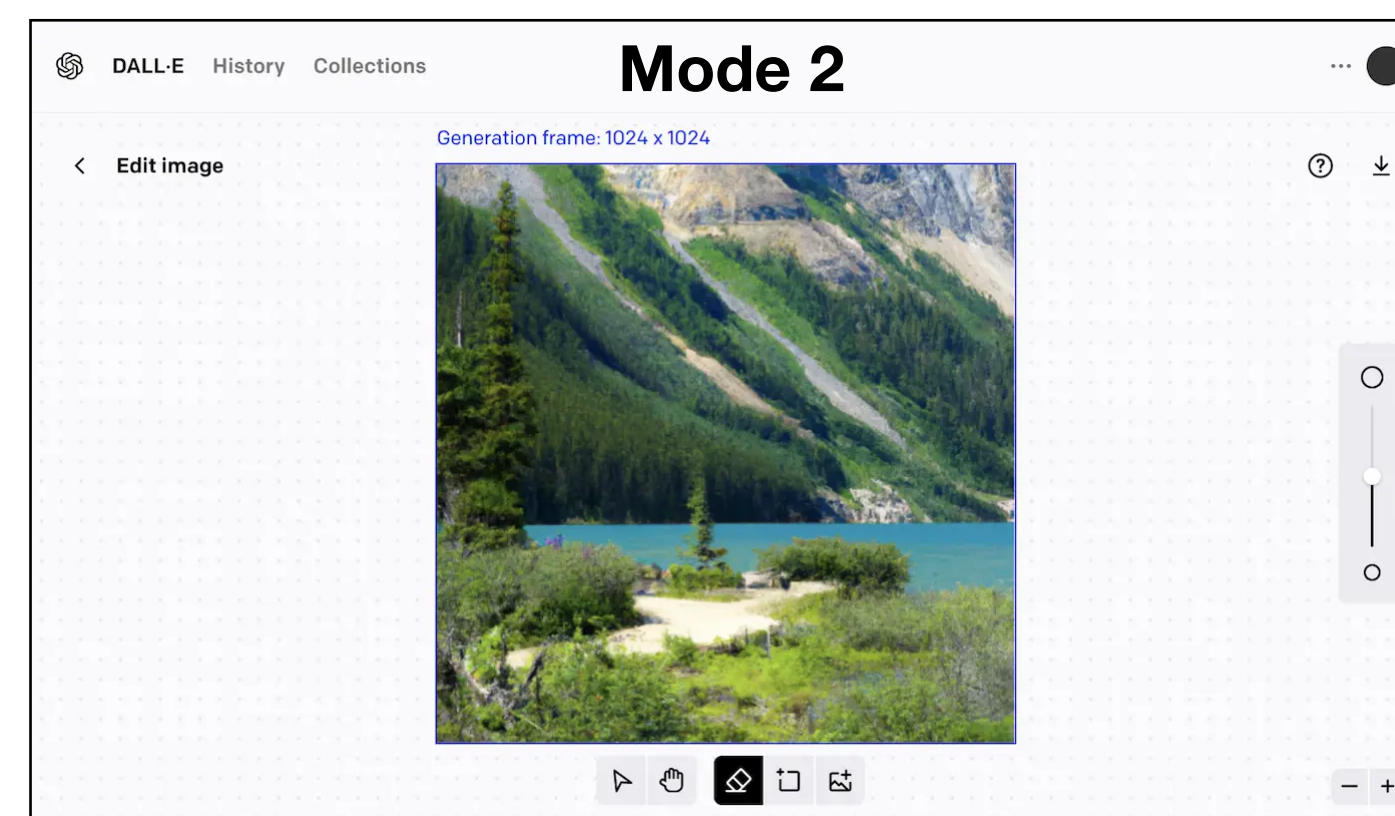 DALL·E History Collections Mode 2
Generation frame: 1024 x 1024
Edit image